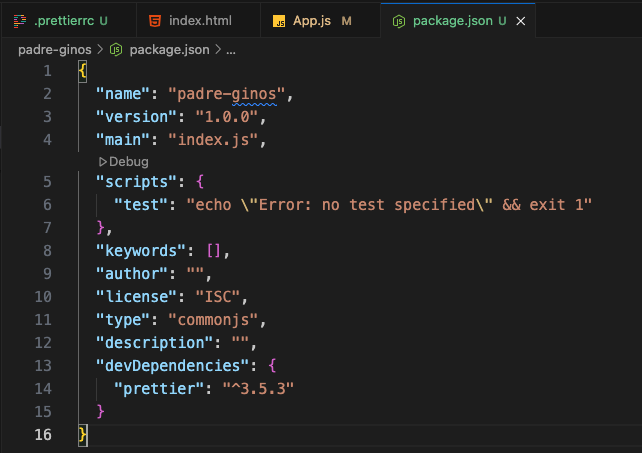 .prettierrc U index.html JS App.js M package.json U ×
padre-ginos > package.json > ...
1 {
2 "name": "padre-ginos",
3 "version": "1.0.0",
4 "main": "index.js",
Debug
5 "scripts": {
6 "test": "echo \"Error: no test specified\" && exit 1"
7 },
8 "keywords": [],
9 "author": "",
10 "license": "ISC",
11 "type": "commonjs",
12 "description": "",
13 "devDependencies": {
14 "prettier": "^3.5.3"
15 }
16 }